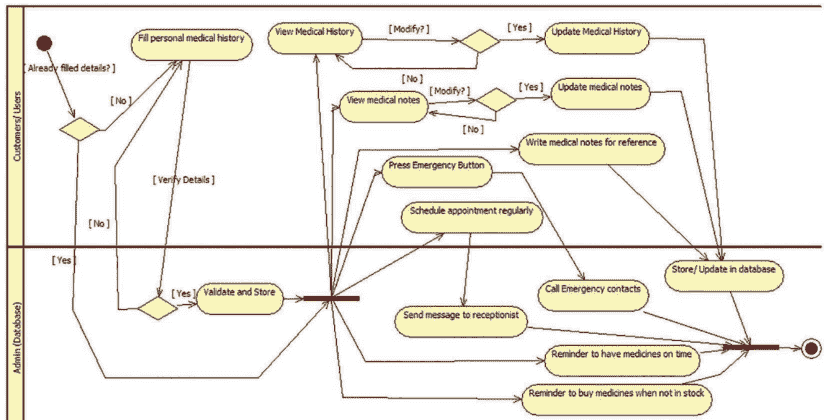 Customers/ Users
[ Already filled details? ]
Fill personal medical history
[ No ]
[ Verify Details ]
[ No ]
[ Yes ]
View Medical History
[ Modify? ]
[ Yes ]
Update Medical History
[ No ]
View medical notes
[ Modify? ]
[ Yes ]
Update medical notes
[ No ]
Write medical notes for reference
Press Emergency Button
Schedule appointment regularly
Admin (Database)
[ Yes ]
Validate and Store
Store/ Update in database
Call Emergency contacts
Send message to receptionist
Reminder to have medicines on time
Reminder to buy medicines when not in stock